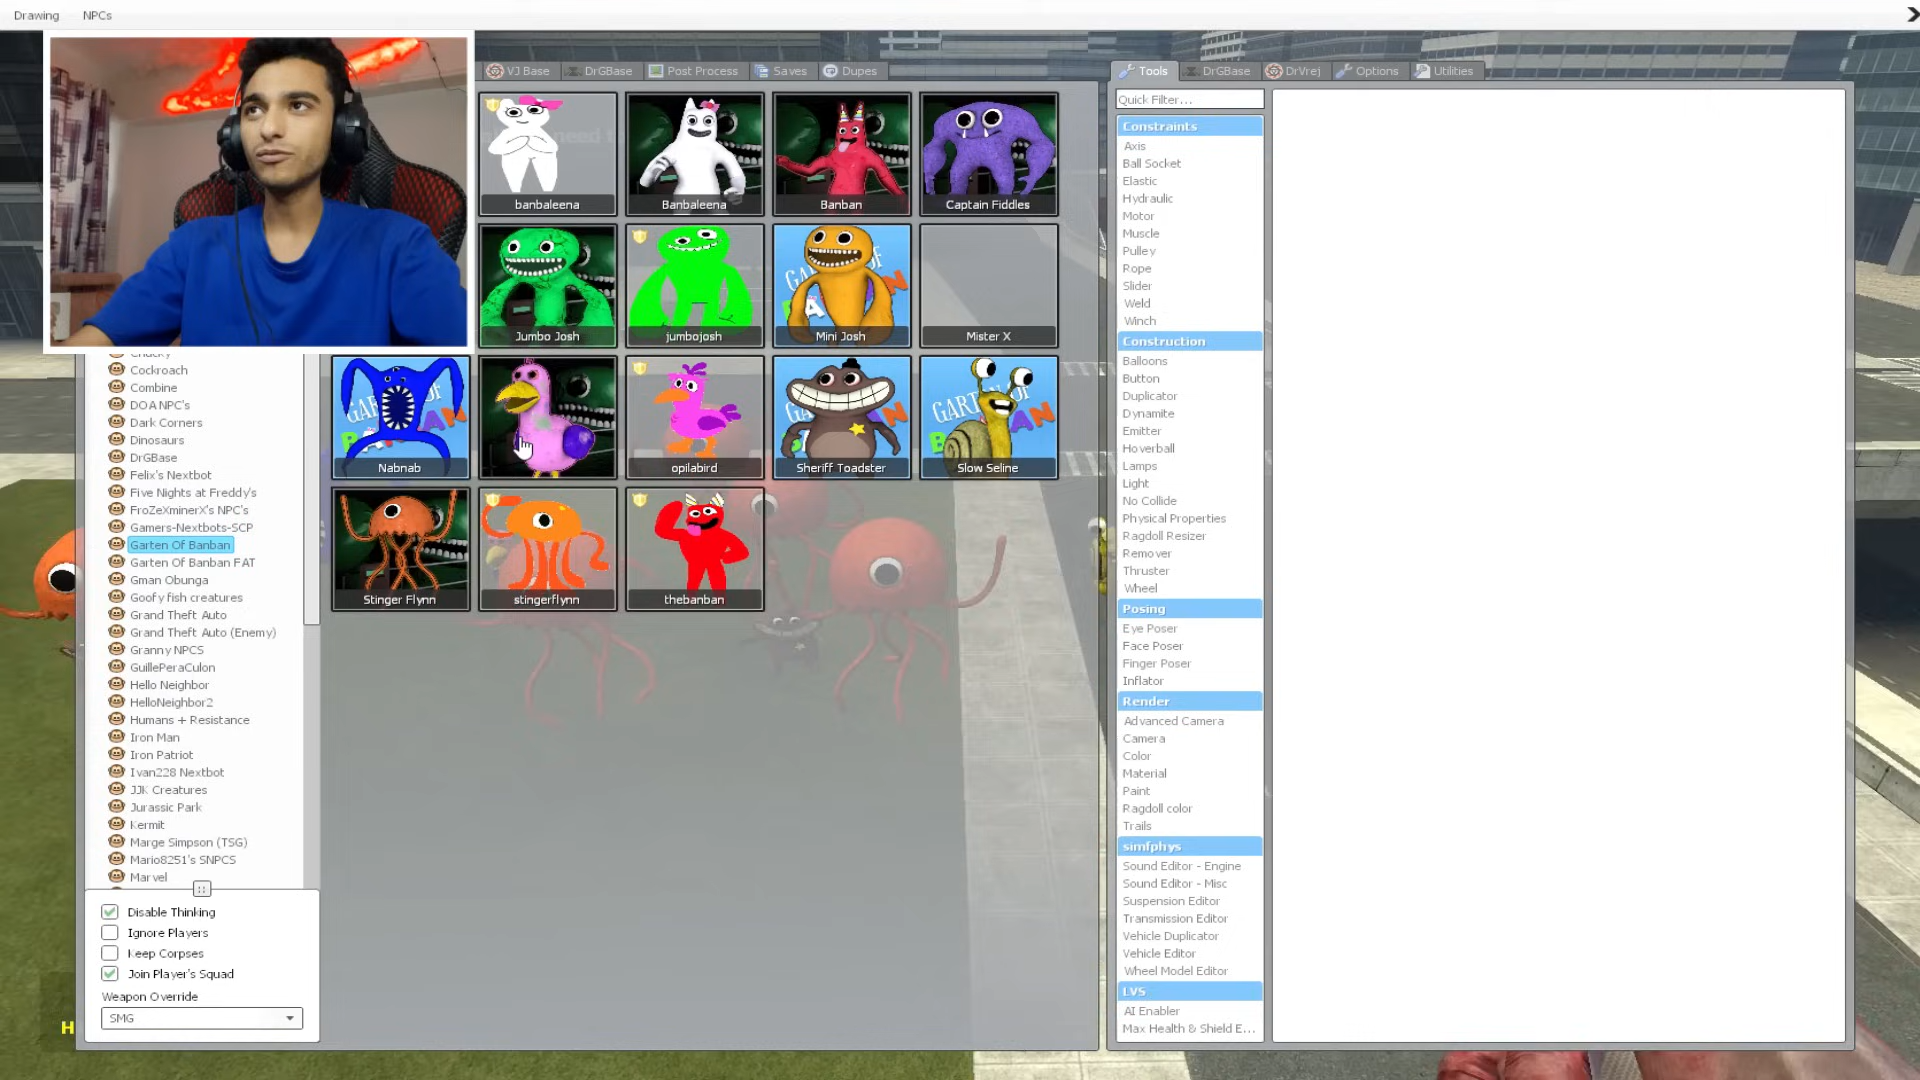 Drawing NPCs
VJ Base DrGBase Post Process Saves Dupes
Tools DrGBase DrVrej Options Utilities
banbaleena Banbaleena Banban Captain Fiddles
Jumbo Josh jumbojosh Mini Josh Mister X
Nabnab opilabird Sheriff Toadster Slow Seline
Stinger Flynn stingerflynn thebanban
Chucky
Cockroach
Combine
DOA NPC's
Dark Corners
Dinosaurs
DrGBase
Felix's Nextbot
Five Nights at Freddy's
FroZeXminerX's NPC's
Gamers-Nextbots-SCP
Garten Of Banban
Garten Of Banban FAT
Gman Obunga
Goofy fish creatures
Grand Theft Auto
Grand Theft Auto (Enemy)
Granny NPCS
GuillePeraCulon
Hello Neighbor
HelloNeighbor2
Humans + Resistance
Iron Man
Iron Patriot
Ivan228 Nextbot
JJK Creatures
Jurassic Park
Kermit
Marge Simpson (TSG)
Mario8251's SNPCS
Marvel
Disable Thinking
Ignore Players
Keep Corpses
Join Player's Squad
Weapon Override
SMG
H
Quick Filter...
Constraints
Axis
Ball Socket
Elastic
Hydraulic
Motor
Muscle
Pulley
Rope
Slider
Weld
Winch
Construction
Balloons
Button
Duplicator
Dynamite
Emitter
Hoverball
Lamps
Light
No Collide
Physical Properties
Ragdoll Resizer
Remover
Thruster
Wheel
Posing
Eye Poser
Face Poser
Finger Poser
Inflator
Render
Advanced Camera
Camera
Color
Material
Paint
Ragdoll color
Trails
simfphys
Sound Editor - Engine
Sound Editor - Misc
Suspension Editor
Transmission Editor
Vehicle Duplicator
Vehicle Editor
Wheel Model Editor
LVS
AI Enabler
Max Health & Shield E...